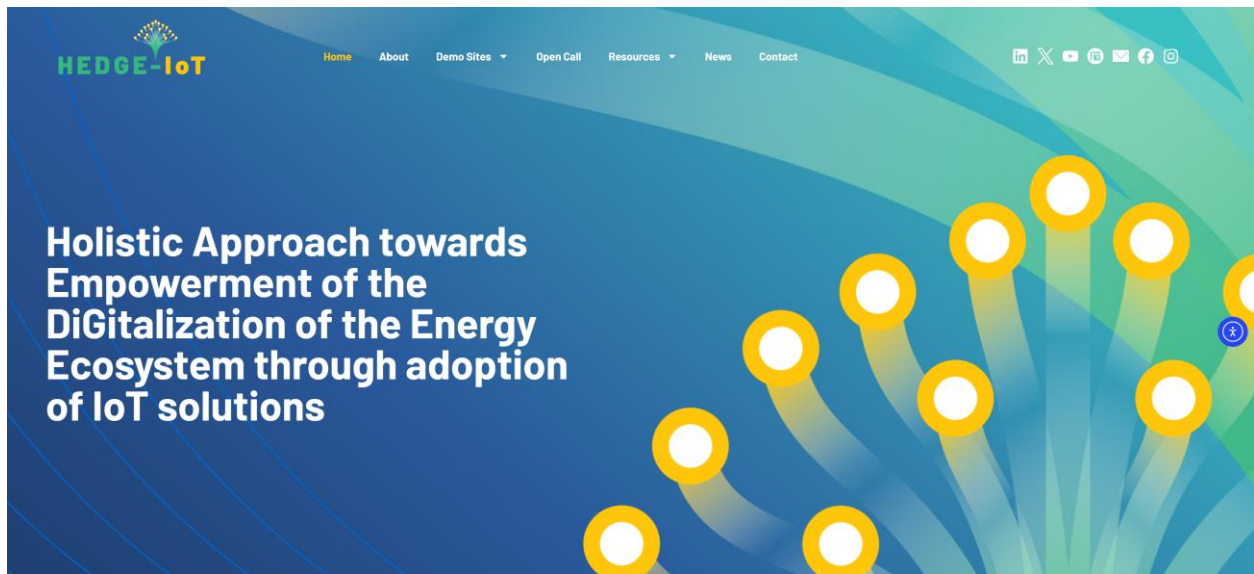 HEDGE-IoT
Home About Demo Sites Open Call Resources News Contact
Holistic Approach towards
Empowerment of the
DiGitalization of the Energy
Ecosystem through adoption
of IoT solutions